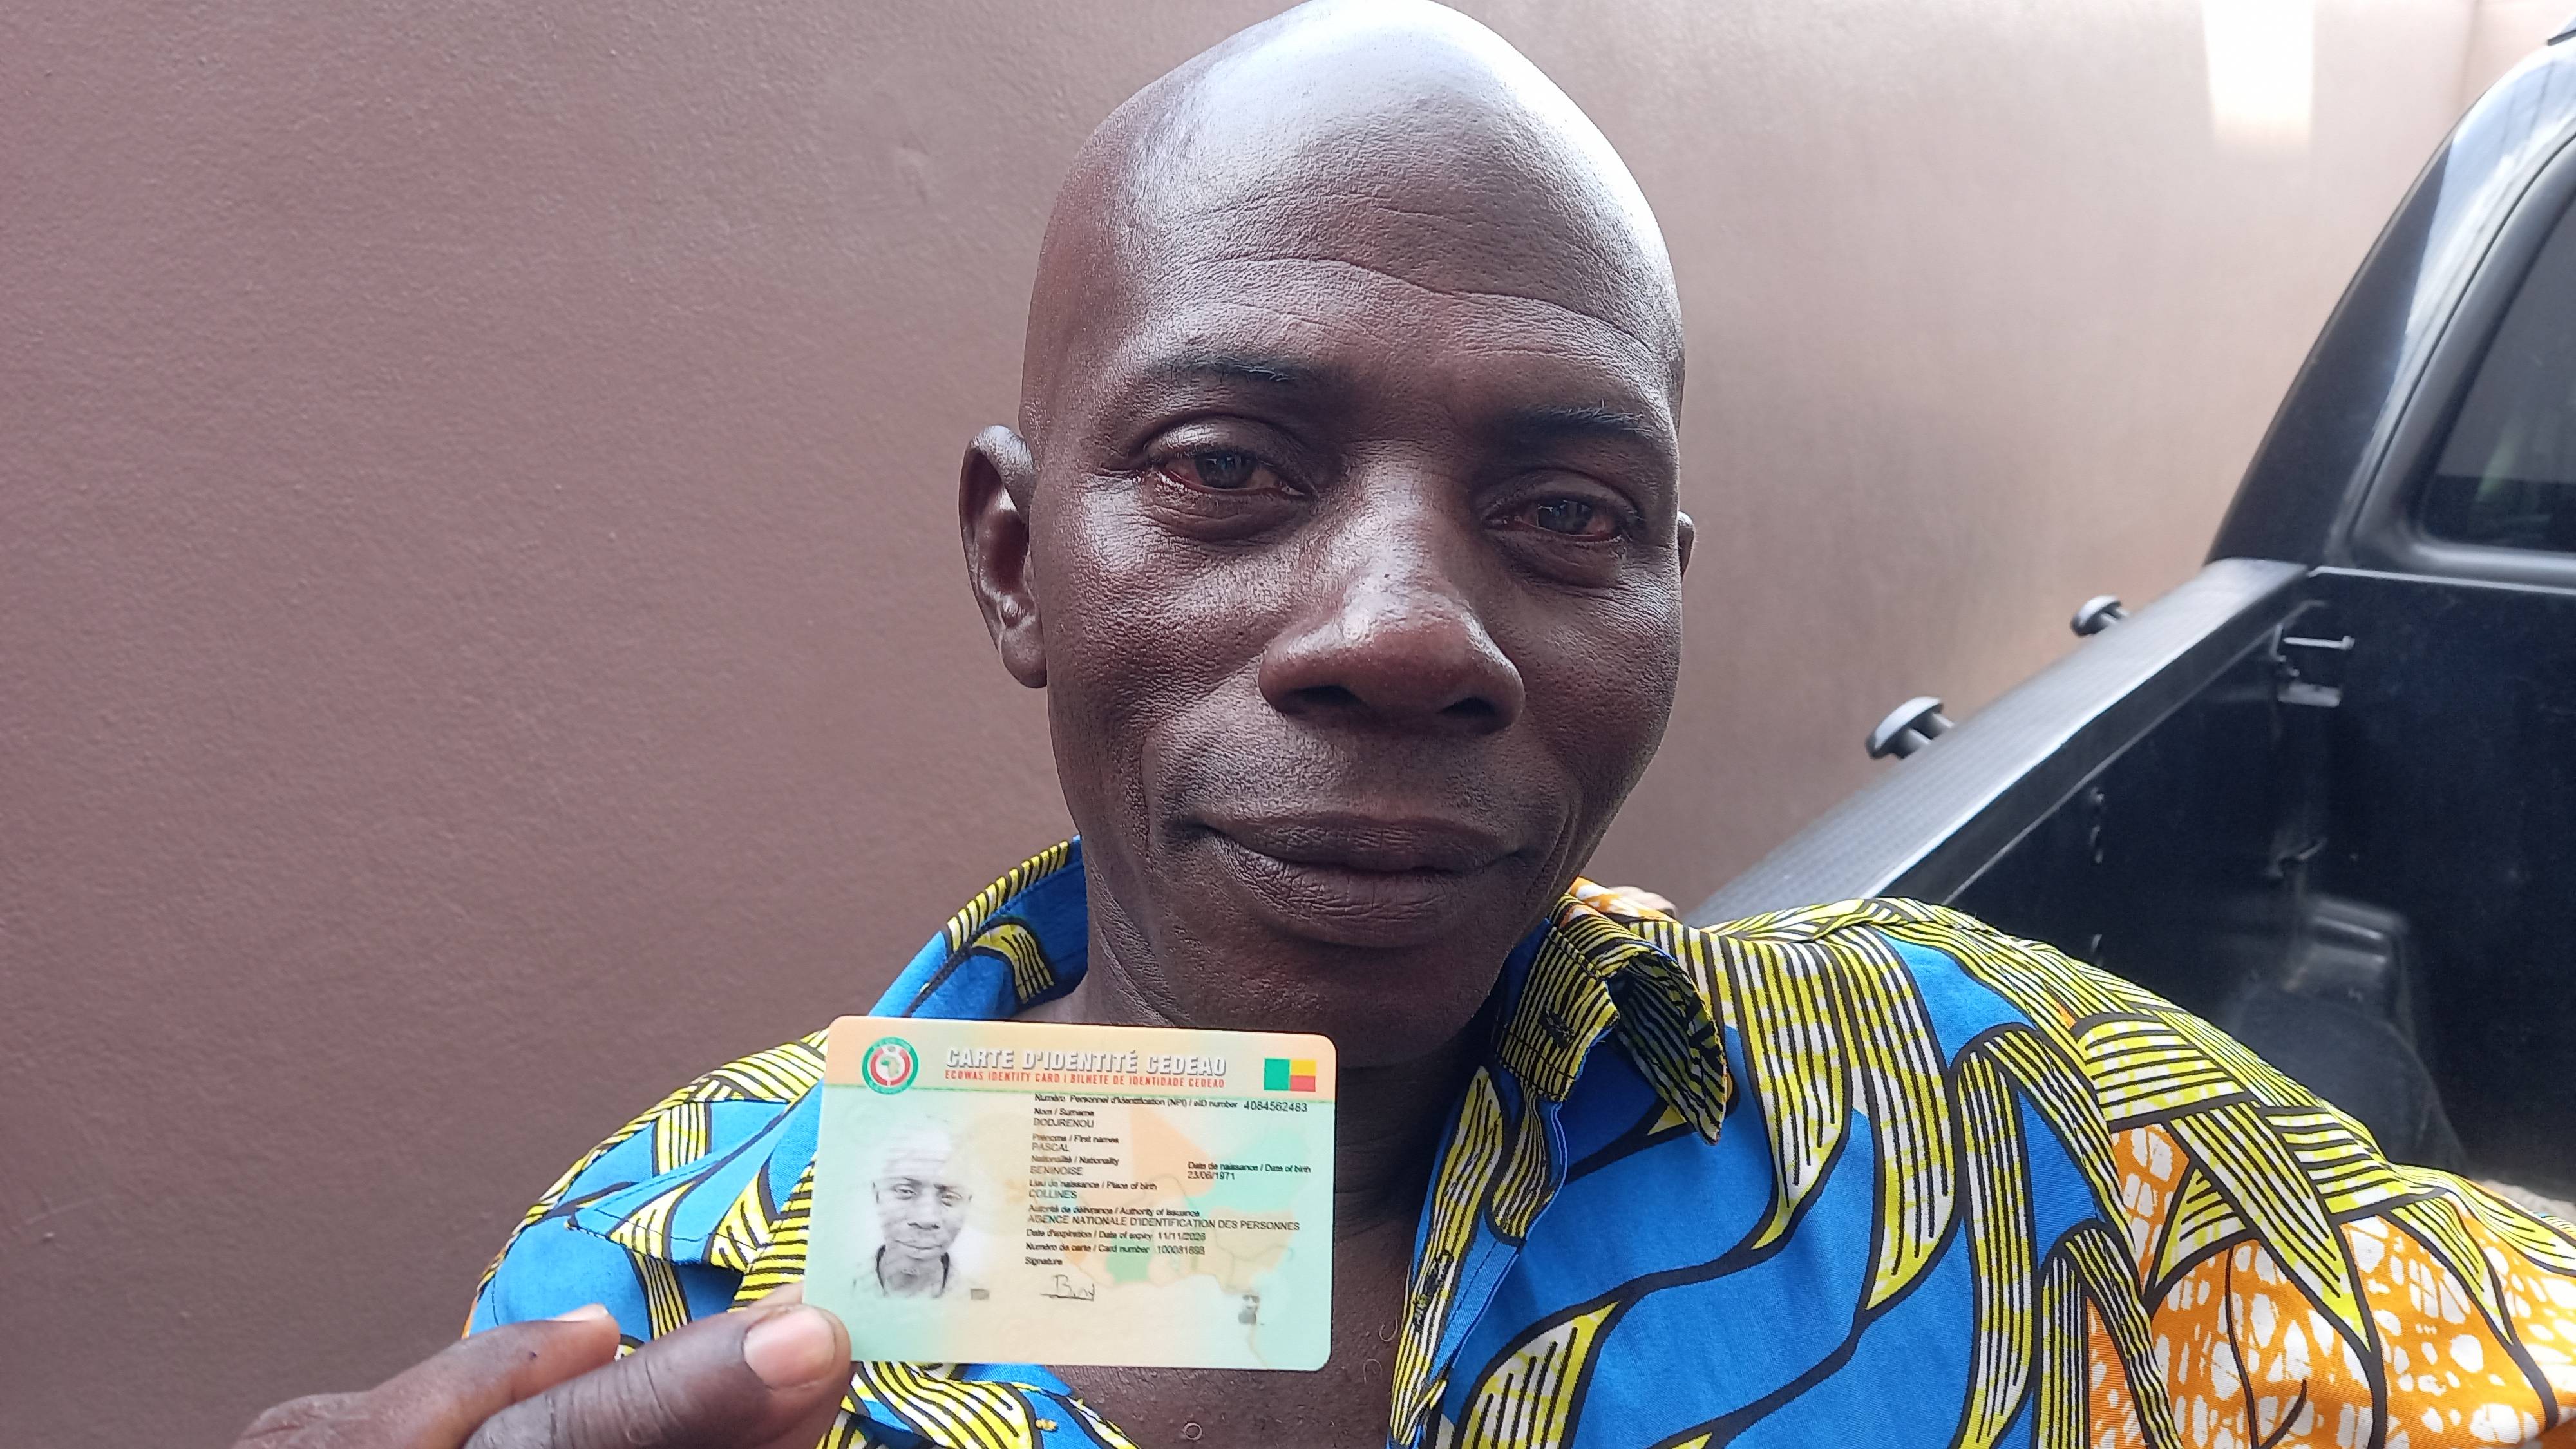 CARTE D'IDENTITÉ CEDEAO
ECOWAS IDENTITY CARD | BILHETE DE IDENTIDADE CEDEAO
Numéro Personnel d'Identification (NPI) / eID number 4084562483
Nom / Surname
BODJRENOU
Prénoms / First names
PASCAL
Nationalité / Nationality
BENINOISE
Date de naissance / Date of birth
23/06/1971
Lieu de naissance / Place of birth
COLLINES
Autorité de délivrance / Authority of issuance
AGENCE NATIONALE D'IDENTIFICATION DES PERSONNES
Date d'expiration / Date of expiry
Numéro de carte / Card number
Signature